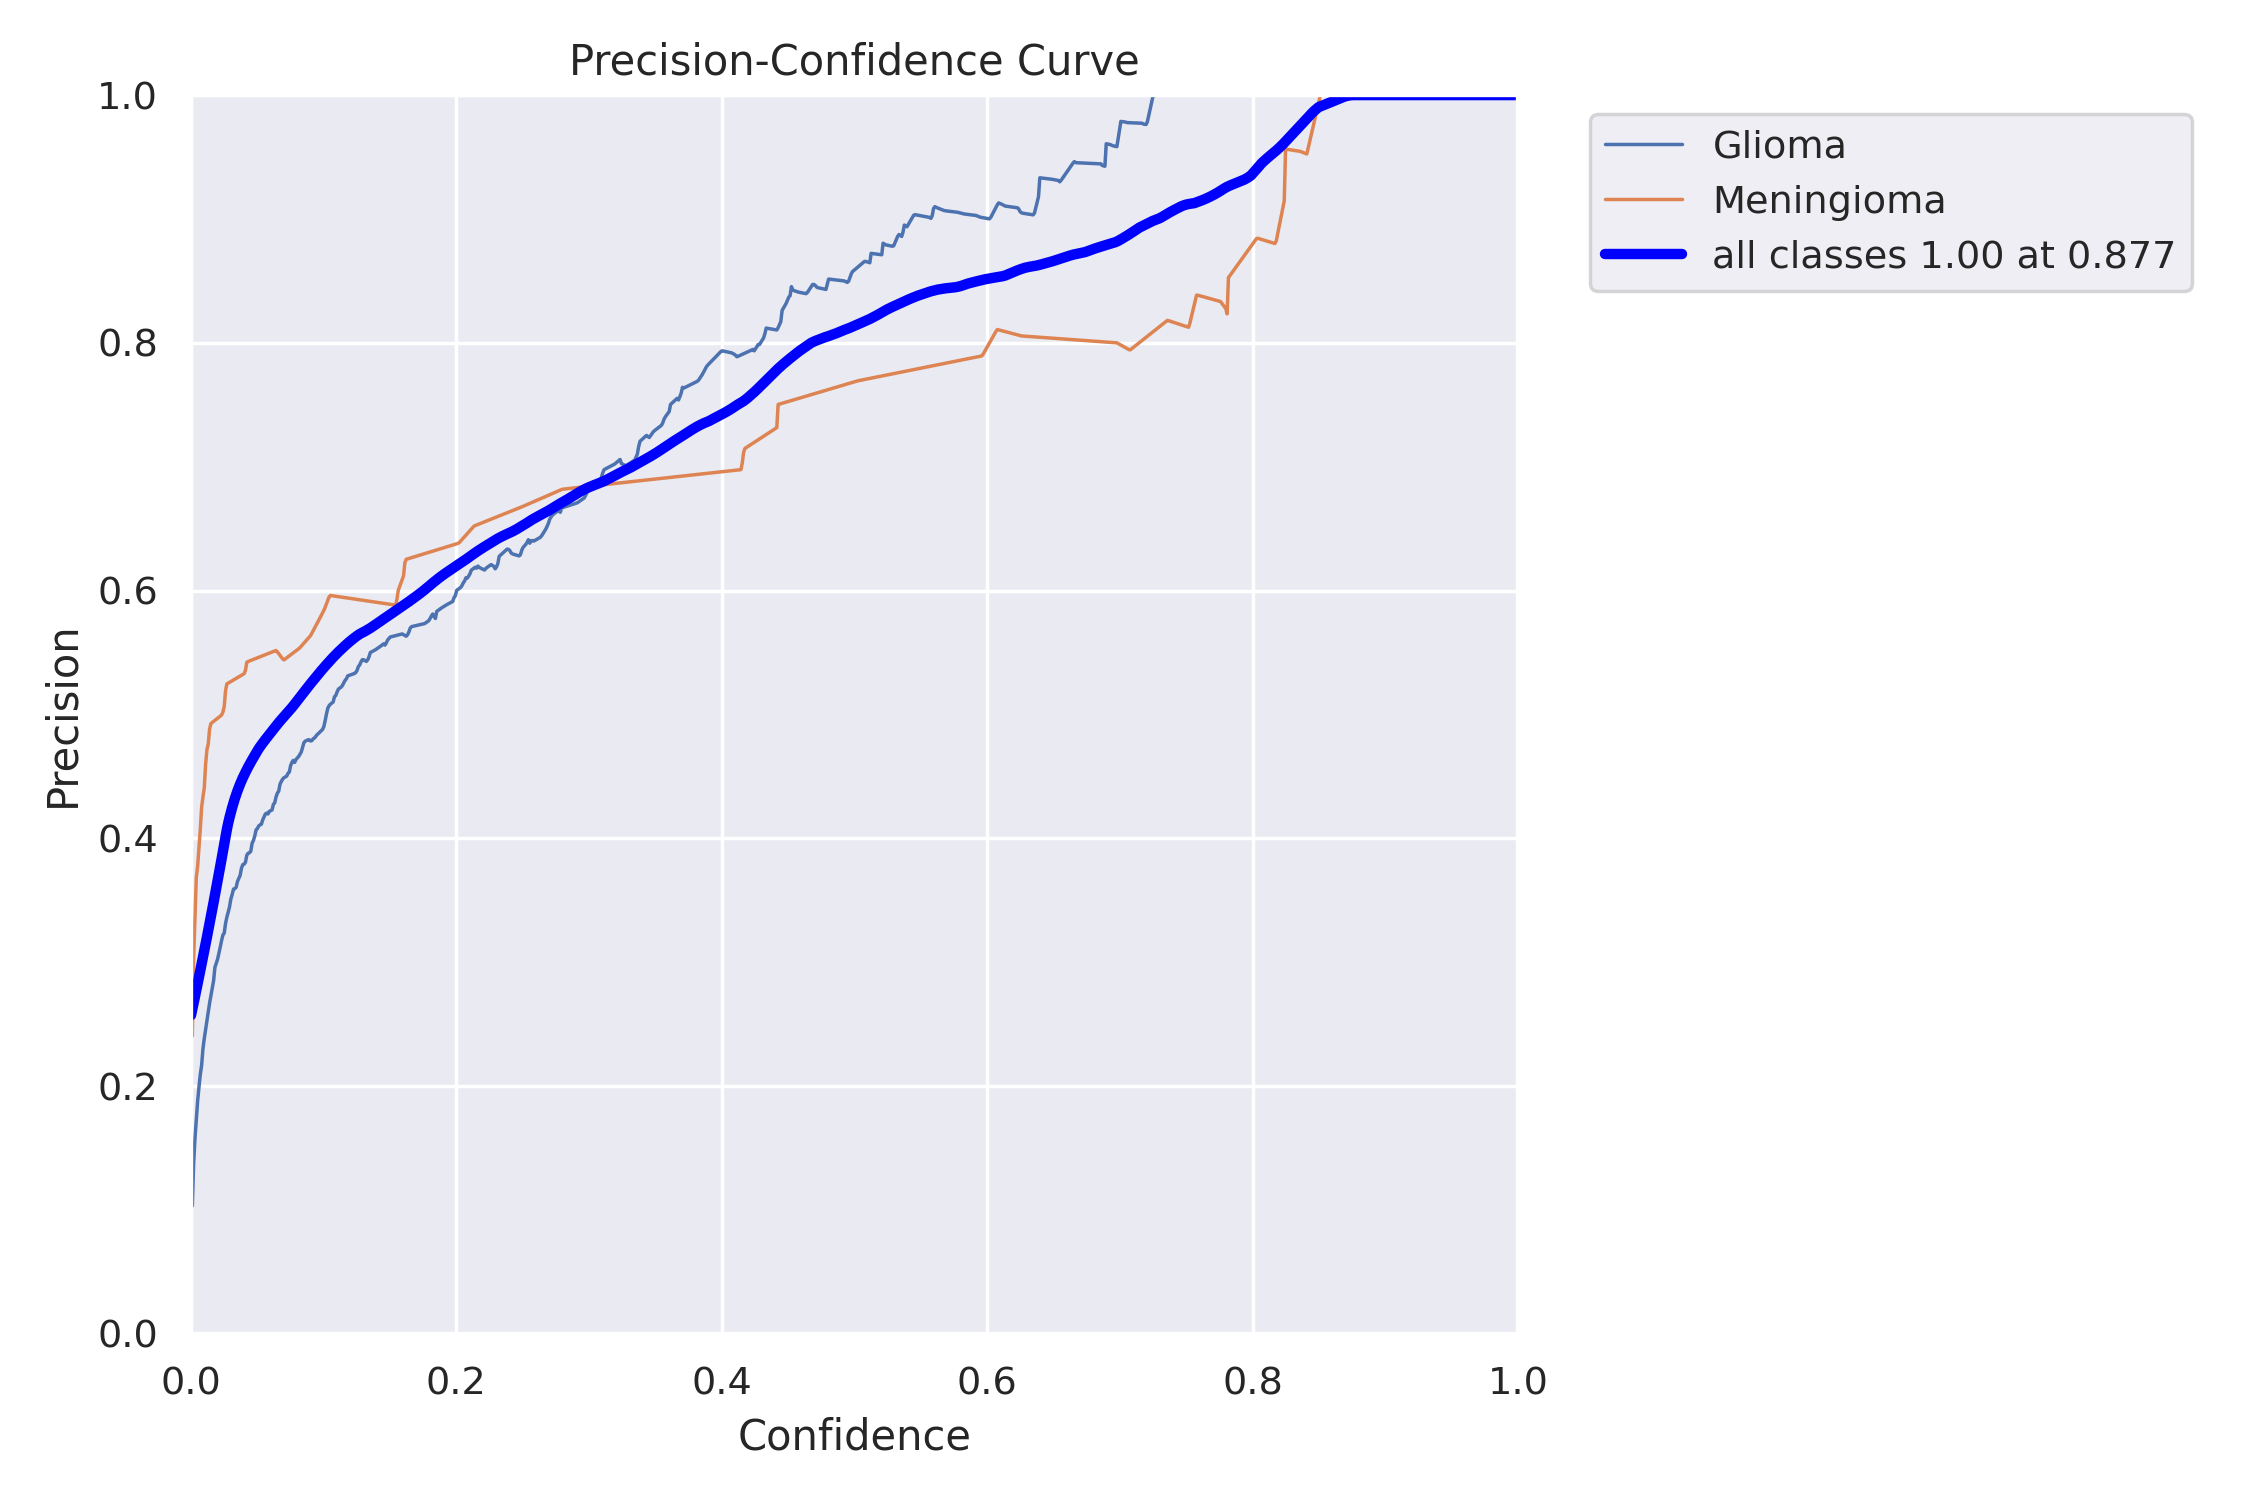 Precision-Confidence Curve
1.0
0.8
0.6
0.4
0.2
0.0
Precision
0.0 0.2 0.4 0.6 0.8 1.0
Confidence
Glioma
Meningioma
all classes 1.00 at 0.877